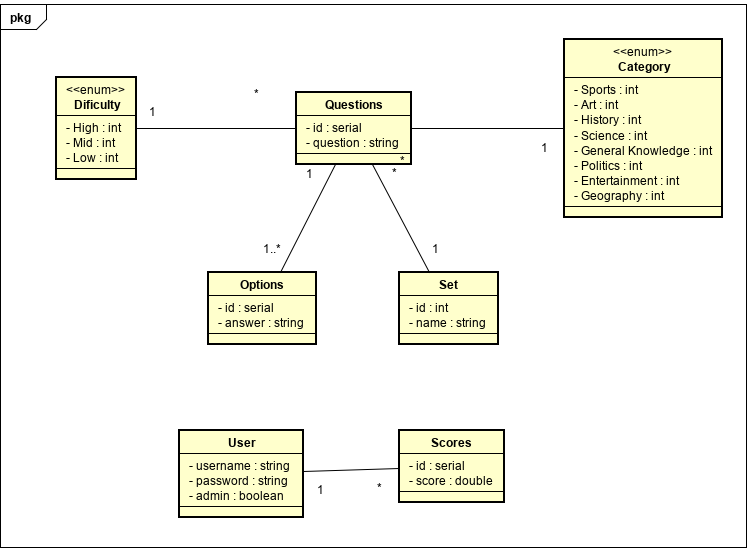 pkg
<<enum>>
Dificulty
- High : int
- Mid : int
- Low : int
1
*
Questions
- id : serial
- question : string
*
<<enum>>
Category
- Sports : int
- Art : int
- History : int
- Science : int
- General Knowledge : int
- Politics : int
- Entertainment : int
- Geography : int
1
1
*
1..*
1
Options
- id : serial
- answer : string
Set
- id : int
- name : string
User
- username : string
- password : string
- admin : boolean
1
*
Scores
- id : serial
- score : double